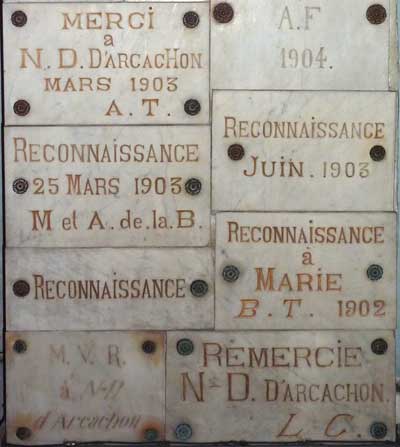 MERCI
à
N. D. D'ARCACHON
MARS 1903
A. T.
A. F
1904.
RECONNAISSANCE
25 MARS 1903
M et A. de. la. B.
RECONNAISSANCE
JUIN. 1903
RECONNAISSANCE
RECONNAISSANCE
à
MARIE
B. T. 1902
M. V. R.
à N-D
d'Arcachon
REMERCIE
Nᵉ D. D'ARCACHON.
L. C.